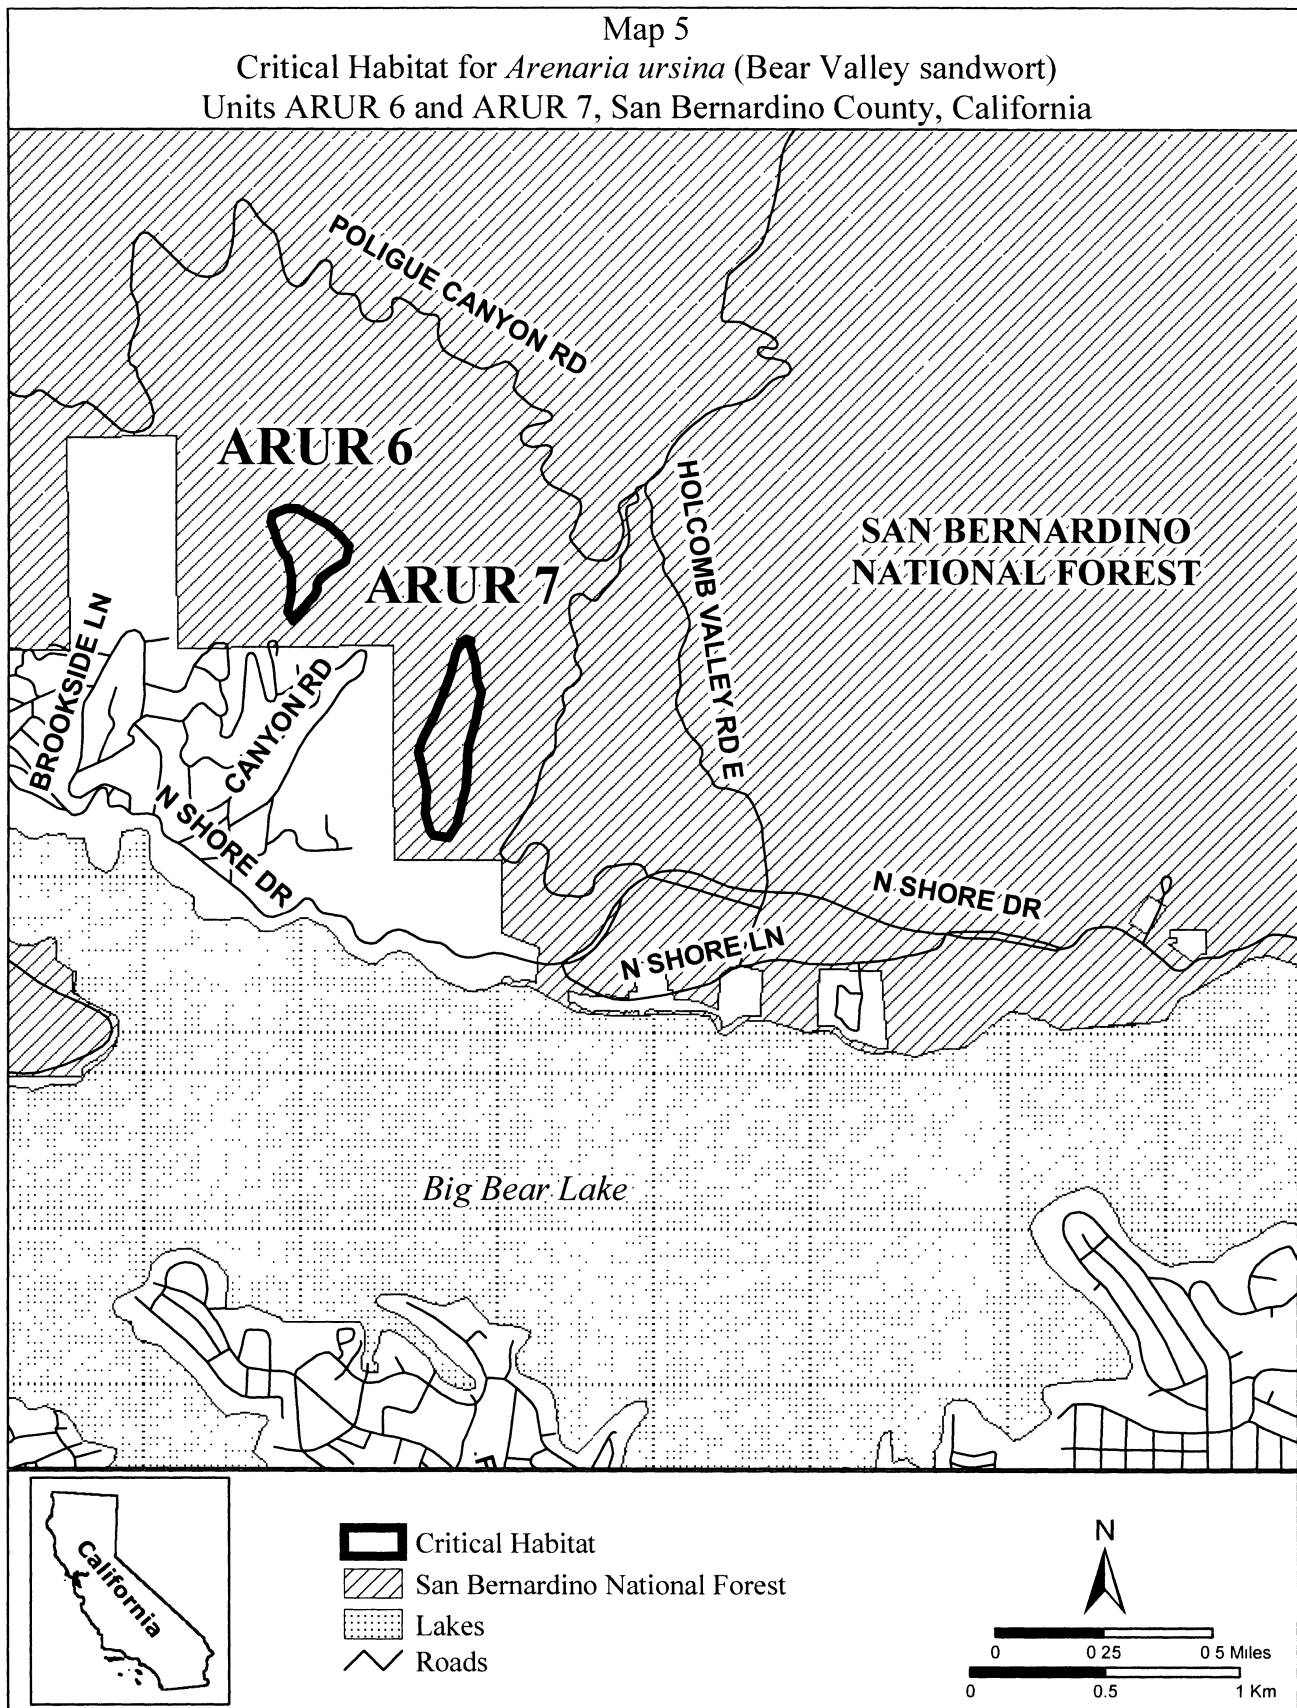 Map 5
Critical Habitat for Arenaria ursina (Bear Valley sandwort)
Units ARUR 6 and ARUR 7, San Bernardino County, California
POLIGUE CANYON RD
ARUR 6
HOLCOMB VALLEY RD E
SAN BERNARDINO
NATIONAL FOREST
ARUR 7
BROOKSIDE LN
CANYON RD
N SHORE DR
N SHORE DR
N SHORE LN
Big Bear Lake
California
Critical Habitat
San Bernardino National Forest
Lakes
Roads
N
0 0 25 0 5 Miles
0 0.5 1 Km